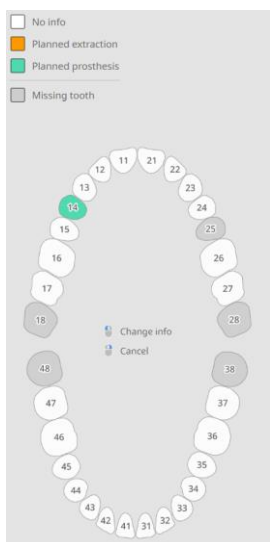 No info
Planned extraction
Planned prosthesis
Missing tooth
11 21
12 22
13 23
14 24
15 25
16 26
17 27
18 28
Change info
Cancel
48 38
47 37
46 36
45 35
44 34
43 33
42 41 31 32